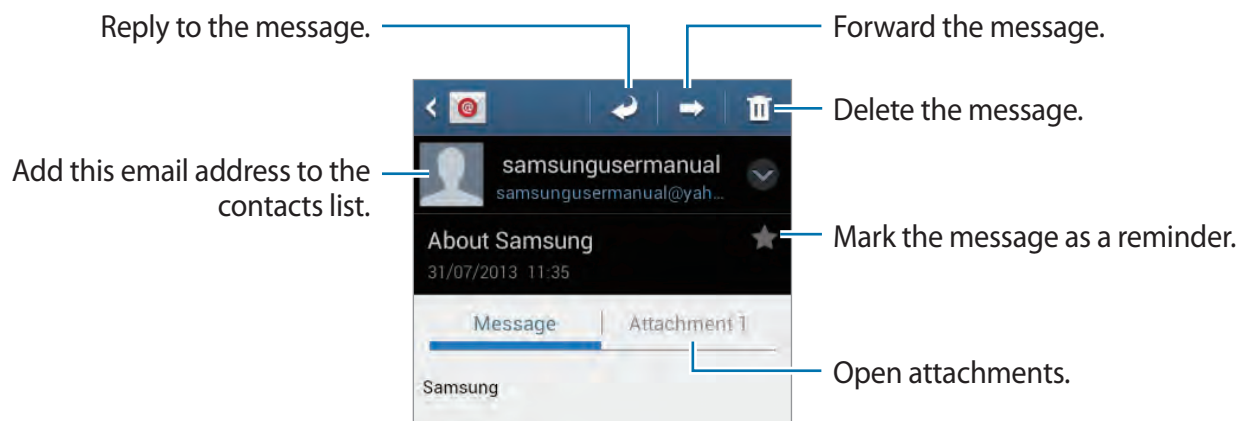 Reply to the message.
Forward the message.
Delete the message.
Add this email address to the
contacts list.
samsungusermanual
samsungusermanual@yah...
About Samsung
31/07/2013 11:35
Mark the message as a reminder.
Message
Attachment 1
Open attachments.
Samsung